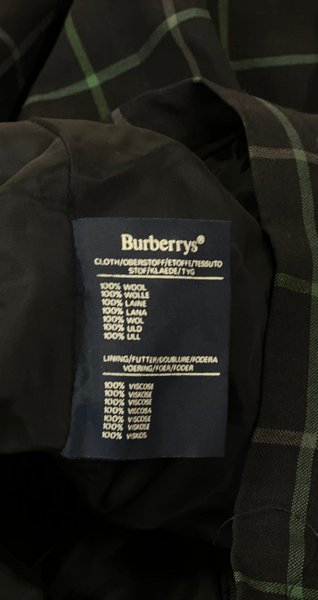 Burberrys®
CLOTH/OBERSTOFF/ETOFFE/TESSUTO
STOF/KLAEDE/TYG
100% WOOL
100% WOLLE
100% LAINE
100% LANA
100% WOL
100% ULD
100% ULL
LINING/FUTTER/DOUBLURE/FODERA
VOERING/FOER/FODER
100% VISCOSE
100% VISKOSE
100% VISCOSE
100% VISCOSA
100% VISCOSE
100% VISKOSE
100% VISKOS